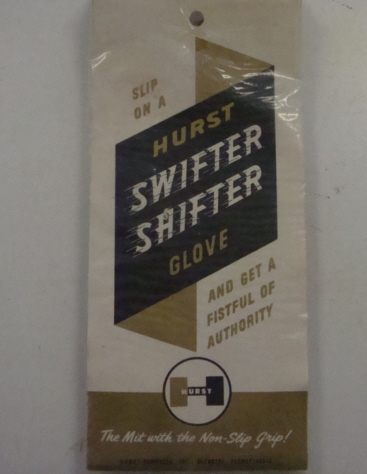 SLIP
ON A
HURST
SWIFTER
SHIFTER
GLOVE
AND GET A
FISTFUL OF
AUTHORITY
HURST
The Mit with the Non-Slip Grip!